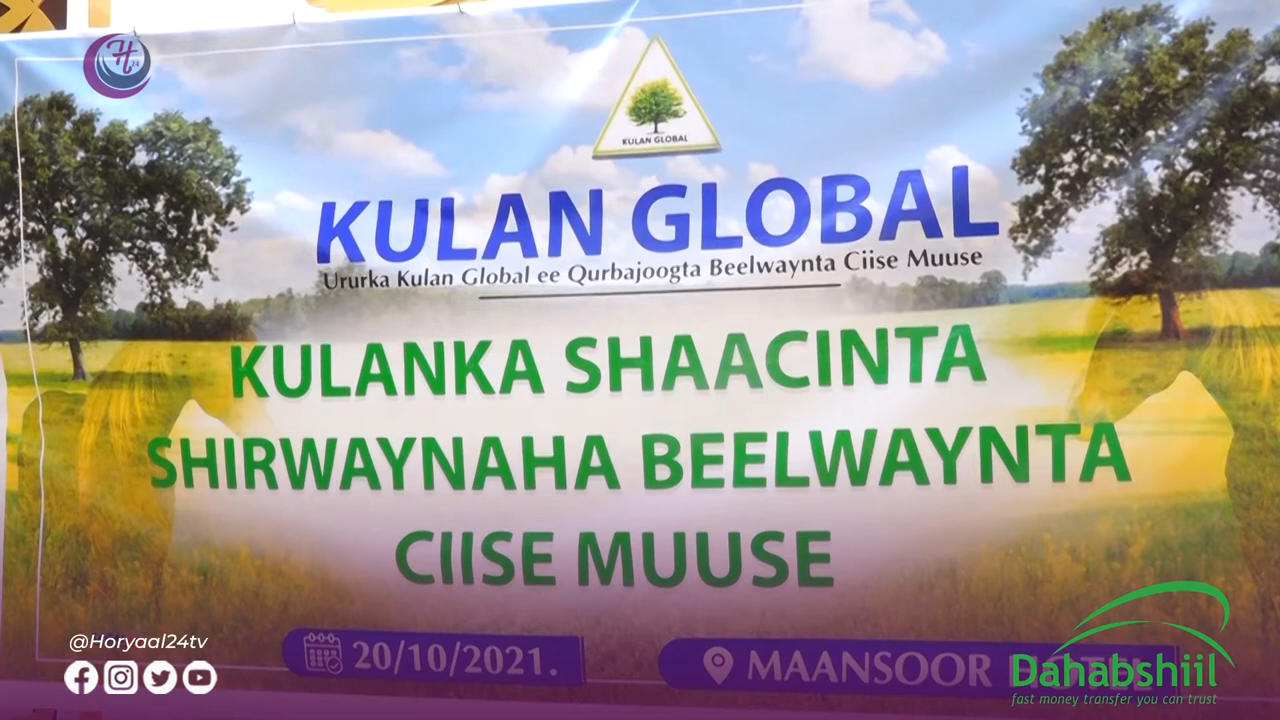 H24
KULAN GLOBAL
KULAN GLOBAL
Ururka Kulan Global ee Qurbajoogta Beelwaynta Ciise Muuse
KULANKA SHAACINTA
SHIRWAYNAHA BEELWAYNTA
CIISE MUUSE
@Horyaal24tv
20/10/2021.
MAANSOOR
Dahabshiil
fast money transfer you can trust